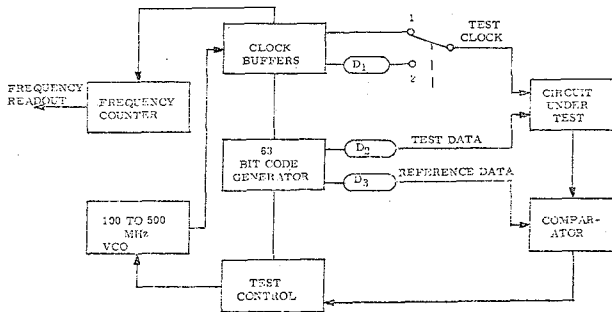 CLOCK
BUFFERS
1
2
TEST
CLOCK
D1
FREQUENCY
READOUT
FREQUENCY
COUNTER
CIRCUIT
UNDER
TEST
63
BIT CODE
GENERATOR
D2
TEST DATA
D3
REFERENCE DATA
100 TO 500
MHz
VCO
COMPAR-
ATOR
TEST
CONTROL